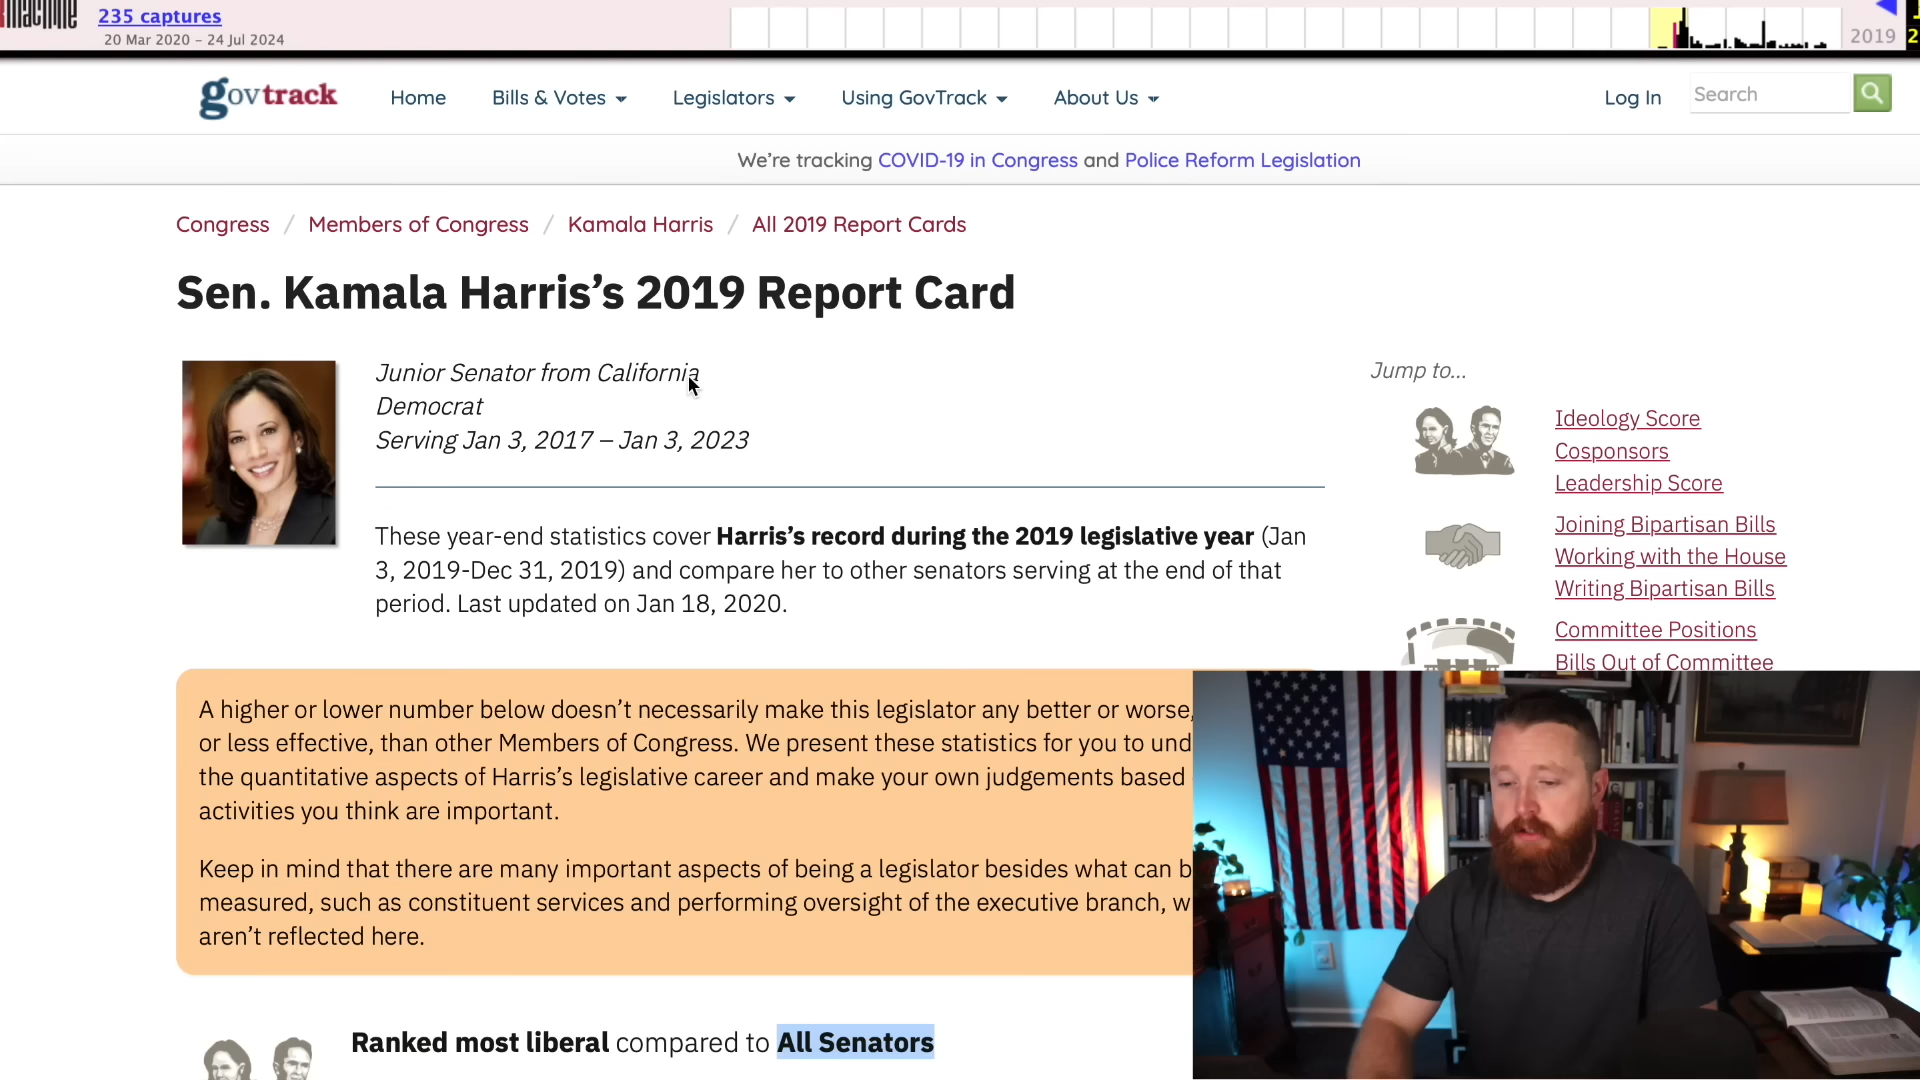 machine
235 captures
20 Mar 2020 – 24 Jul 2024
2019
govtrack
Home
Bills & Votes
Legislators
Using GovTrack
About Us
Log In
Search
We’re tracking COVID-19 in Congress and Police Reform Legislation
Congress / Members of Congress / Kamala Harris / All 2019 Report Cards
Sen. Kamala Harris’s 2019 Report Card
Junior Senator from California
Democrat
Serving Jan 3, 2017 – Jan 3, 2023
These year-end statistics cover Harris’s record during the 2019 legislative year (Jan
3, 2019-Dec 31, 2019) and compare her to other senators serving at the end of that
period. Last updated on Jan 18, 2020.
Jump to...
Ideology Score
Cosponsors
Leadership Score
Joining Bipartisan Bills
Working with the House
Writing Bipartisan Bills
Committee Positions
Bills Out of Committee
A higher or lower number below doesn’t necessarily make this legislator any better or worse,
or less effective, than other Members of Congress. We present these statistics for you to und
the quantitative aspects of Harris’s legislative career and make your own judgements based
activities you think are important.
Keep in mind that there are many important aspects of being a legislator besides what can b
measured, such as constituent services and performing oversight of the executive branch, w
aren’t reflected here.
Ranked most liberal compared to All Senators